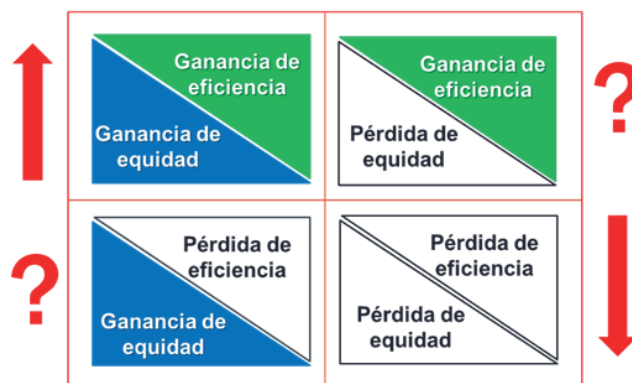 Ganancia de
eficiencia
Ganancia de
equidad
Ganancia de
eficiencia
Pérdida de
equidad
?
Pérdida de
eficiencia
Ganancia de
equidad
?
Pérdida de
eficiencia
Pérdida de
equidad